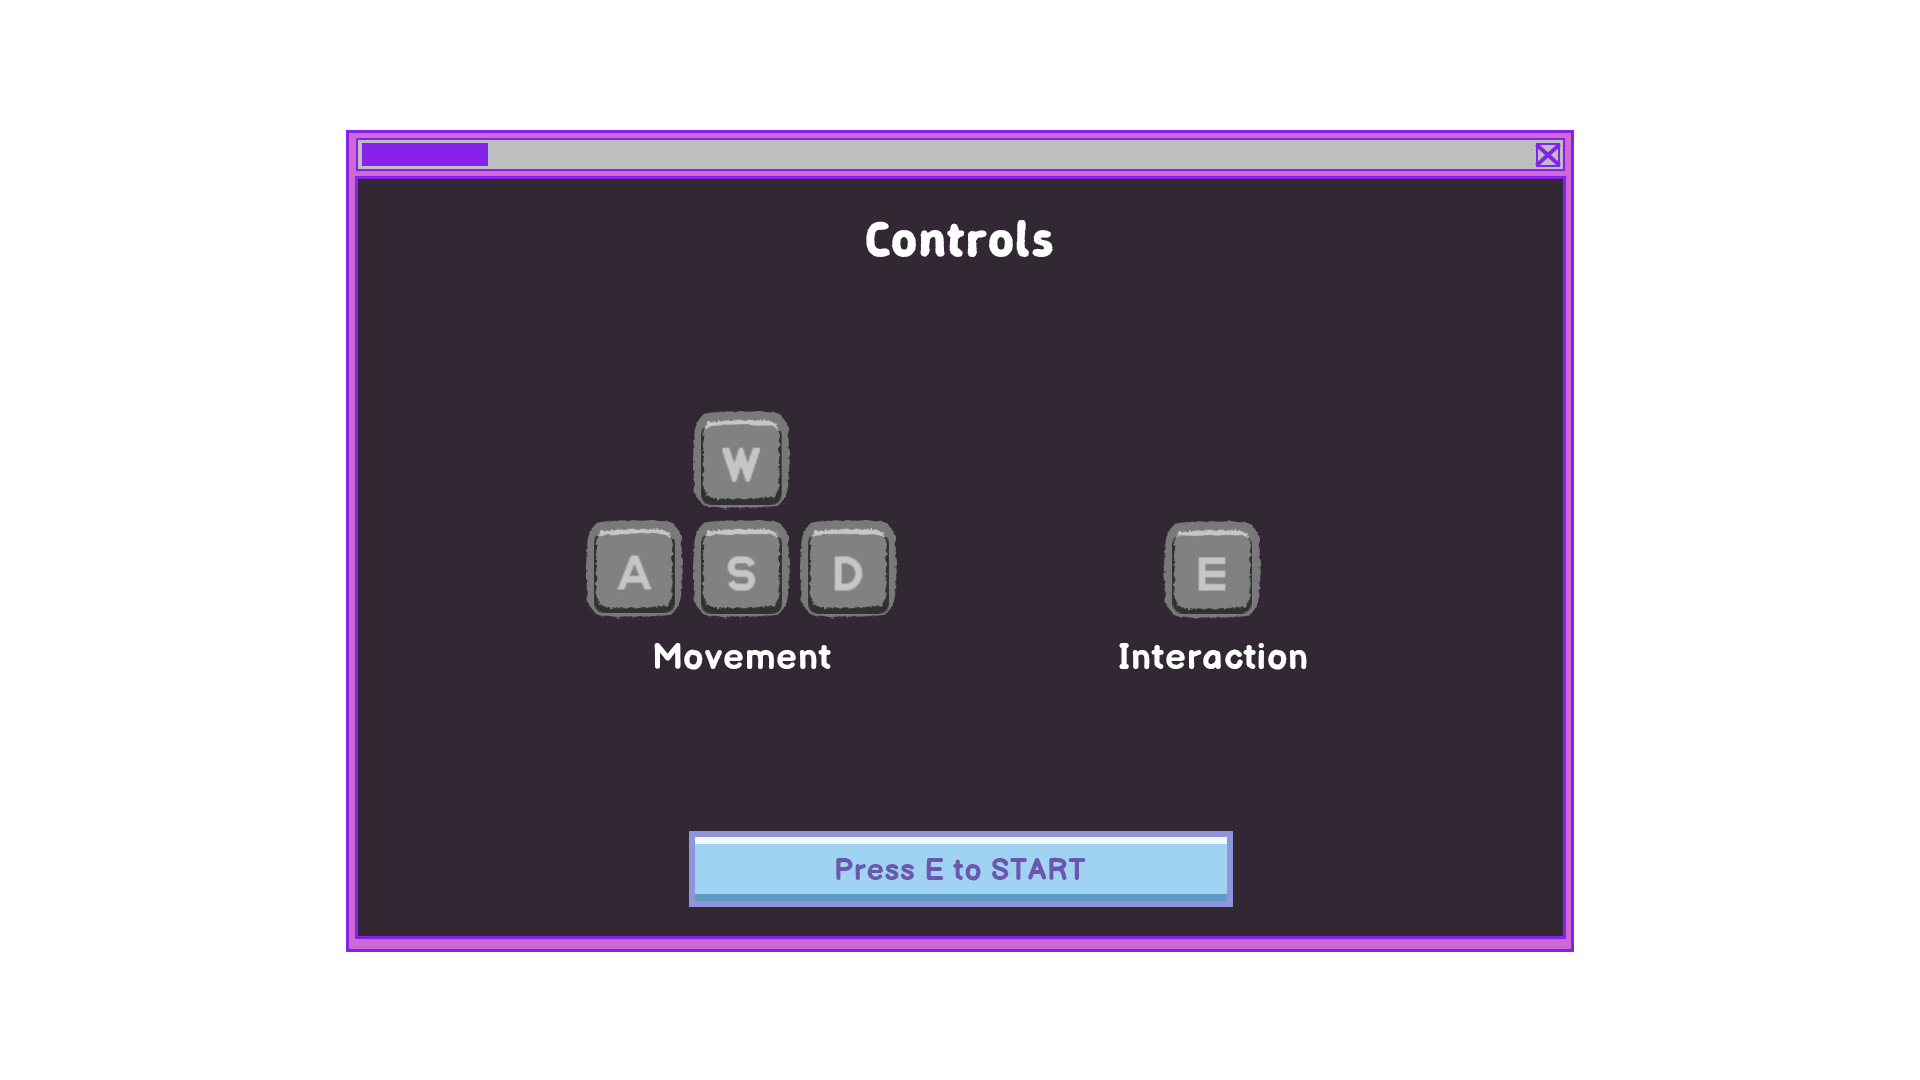 Controls
W
A S D
E
Movement
Interaction
Press E to START